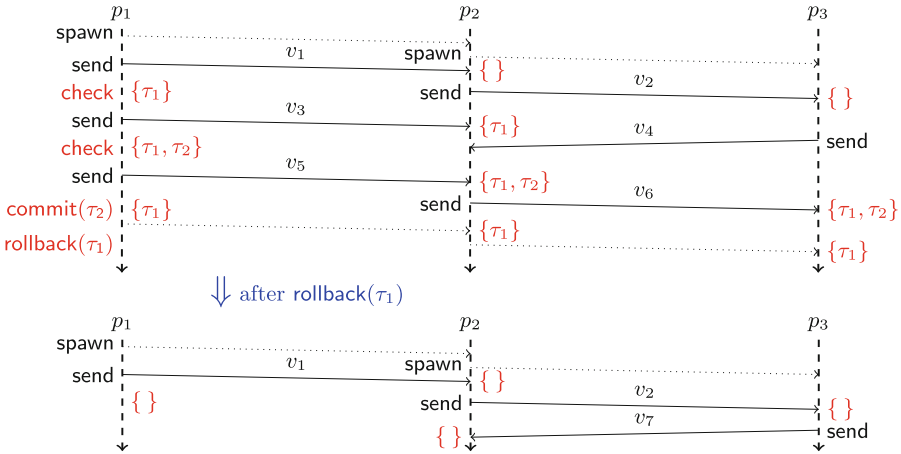 p₁ p₂ p₃
spawn
spawn
send v₁ { }
send v₂ { }
check {τ₁}
send v₃ {τ₁}
v₄ send
check {τ₁, τ₂}
send v₅ {τ₁, τ₂}
send v₆ {τ₁, τ₂}
commit(τ₂) {τ₁}
{τ₁}
rollback(τ₁) {τ₁}
⇓ after rollback(τ₁)
p₁ p₂ p₃
spawn
spawn
send v₁ { }
{ } send v₂ { }
{ } v₇ send